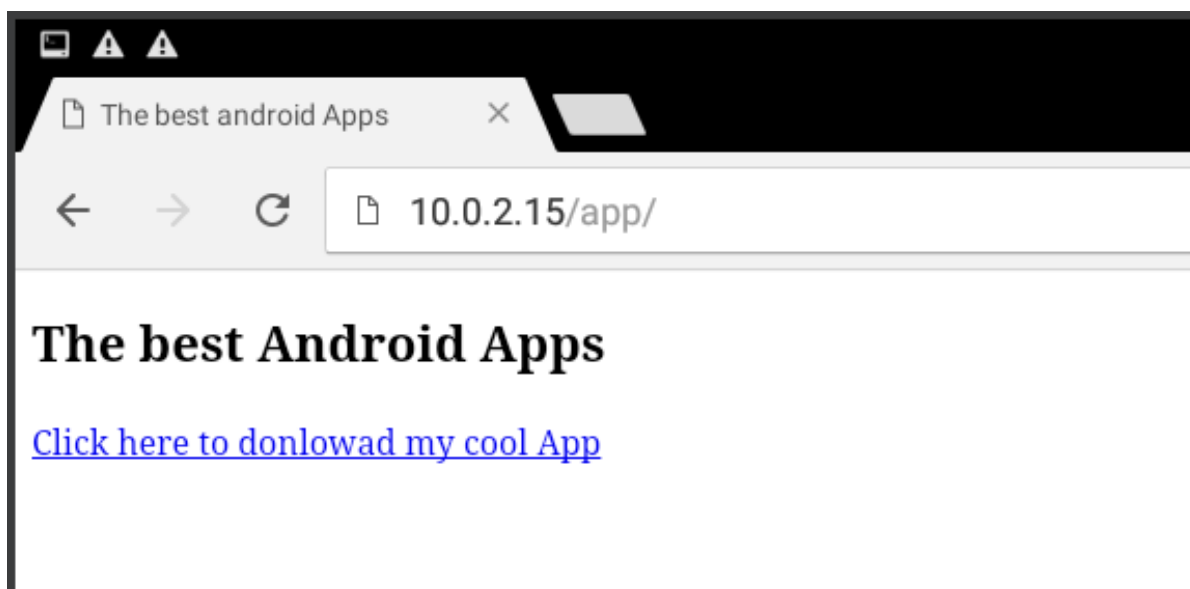 The best android Apps
10.0.2.15/app/
The best Android Apps
Click here to donlowad my cool App